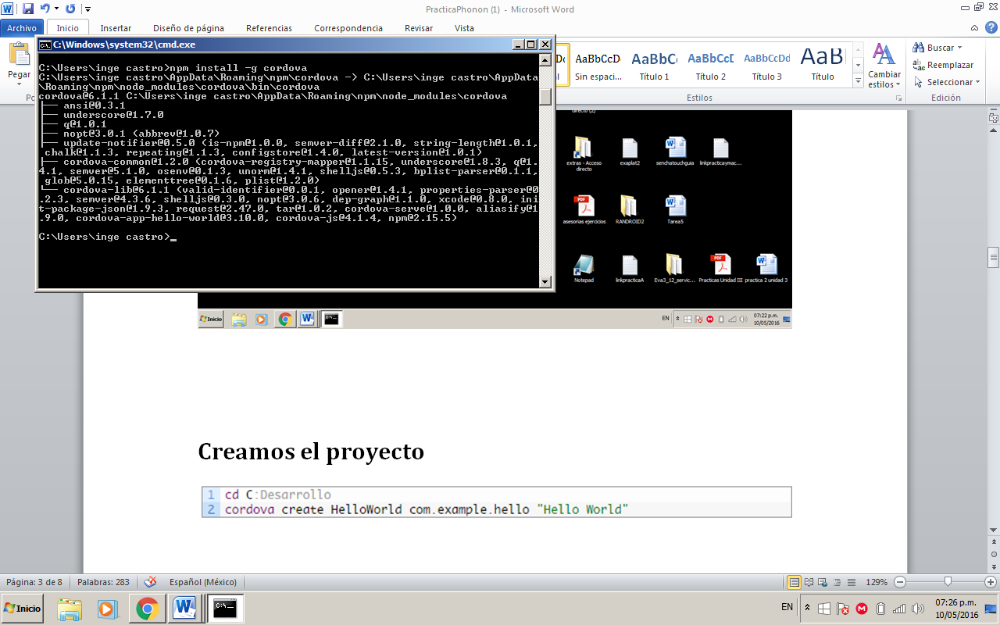 PracticaPhonon (1) - Microsoft Word
Archivo Inicio Insertar Diseño de página Referencias Correspondencia Revisar Vista
C:\Windows\system32\cmd.exe
C:\Users\inge castro>npm install -g cordova
C:\Users\inge castro\AppData\Roaming\npm\cordova -> C:\Users\inge castro\AppData
\Roaming\npm\node_modules\cordova\bin\cordova
cordova@6.1.1 C:\Users\inge castro\AppData\Roaming\npm\node_modules\cordova
├── ansi@0.3.1
├── underscore@1.7.0
├── q@1.0.1
├── nopt@3.0.1 (abbrev@1.0.7)
├── update-notifier@0.5.0 (is-npm@1.0.0, semver-diff@2.1.0, string-length@1.0.1,
chalk@1.1.3, repeating@1.1.3, configstore@1.4.0, latest-version@1.0.1)
├── cordova-common@1.2.0 (cordova-registry-mapper@1.1.15, underscore@1.8.3, q@1.
4.1, semver@5.1.0, osenv@0.1.3, unorm@1.4.1, shelljs@0.5.3, bplist-parser@0.1.1,
glob@5.0.15, elementtree@0.1.6, plist@1.2.0)
└── cordova-lib@6.1.1 (valid-identifier@0.0.1, opener@1.4.1, properties-parser@0
.2.3, semver@4.3.6, shelljs@0.3.0, nopt@3.0.6, dep-graph@1.1.0, xcode@0.8.0, ini
t-package-json@1.9.3, request@2.47.0, tar@1.0.2, cordova-serve@1.0.0, aliasify@1
.9.0, cordova-app-hello-world@3.10.0, cordova-js@4.1.4, npm@2.15.5)
C:\Users\inge castro>_
Pegar
AaBbCcD AaBbC AaBbCcD AaBbCcD AaB
Sin espaci... Título 1 Título 2 Título 3 Título
Estilos
Cambiar
estilos
Buscar
Reemplazar
Seleccionar
Edición
directo (2)
extras - Acceso
directo
exaplat2
senchatouchguia
linkpracticaymac...
asesorias ejercicios
RANDROID2
Tarea5
Notepad
linkpracticaA
Eva3_12_servic...
Practicas Unidad III
practica 2 unidad 3
Inicio
EN
07:22 p.m.
10/05/2016
Creamos el proyecto
1 cd C:Desarrollo
2 cordova create HelloWorld com.example.hello "Hello World"
Página: 3 de 8 Palabras: 283 Español (México) 129%
Inicio
EN
07:26 p.m.
10/05/2016